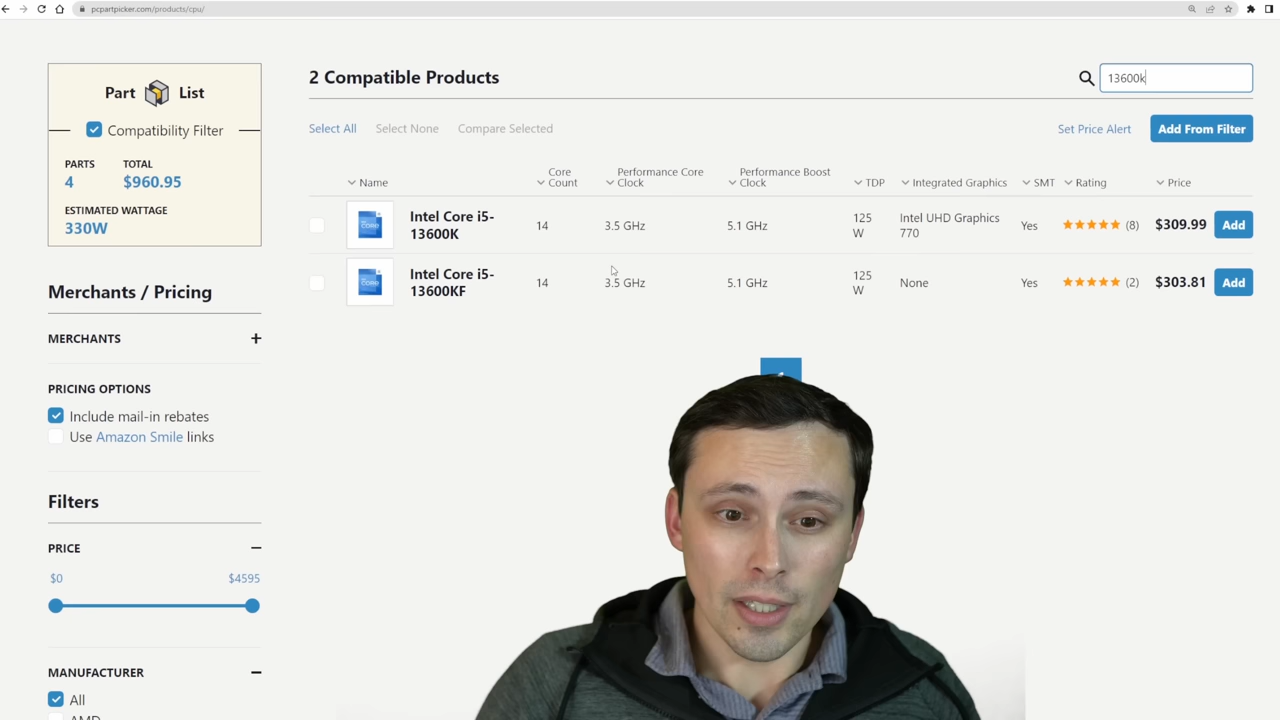 pcpartpicker.com/products/cpu/
Part List
Compatibility Filter
PARTS TOTAL
4 $960.95
ESTIMATED WATTAGE
330W
Merchants / Pricing
MERCHANTS
PRICING OPTIONS
Include mail-in rebates
Use Amazon Smile links
Filters
PRICE
$0 $4595
MANUFACTURER
All
AMD
2 Compatible Products
13600k
Select All Select None Compare Selected
Set Price Alert Add From Filter
Name Core Count Performance Core Clock Performance Boost Clock TDP Integrated Graphics SMT Rating Price
Intel Core i5-13600K 14 3.5 GHz 5.1 GHz 125 W Intel UHD Graphics 770 Yes (8) $309.99 Add
Intel Core i5-13600KF 14 3.5 GHz 5.1 GHz 125 W None Yes (2) $303.81 Add